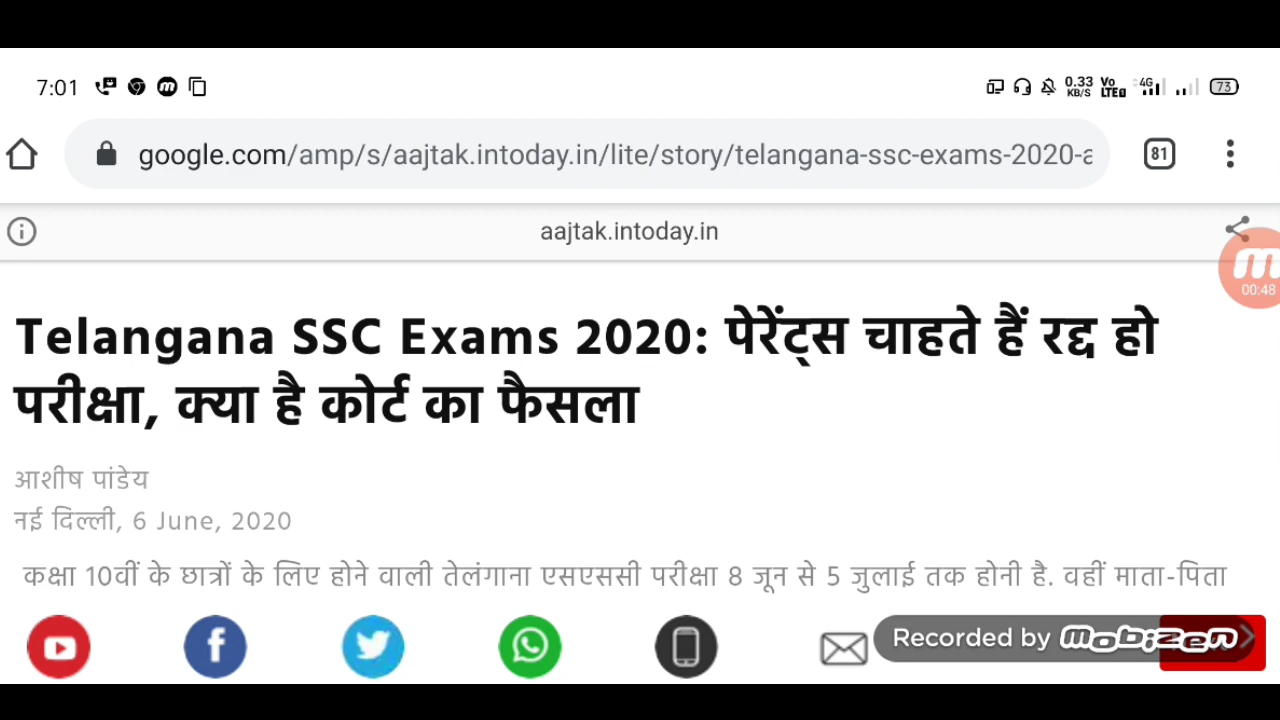 7:01
0.33 KB/S Vo LTE 4G 73
google.com/amp/s/aajtak.intoday.in/lite/story/telangana-ssc-exams-2020-a
81
aajtak.intoday.in
00:48
Telangana SSC Exams 2020: पेरेंट्स चाहते हैं रद्द हो
परीक्षा, क्या है कोर्ट का फैसला
आशीष पांडेय
नई दिल्ली, 6 June, 2020
कक्षा 10वीं के छात्रों के लिए होने वाली तेलंगाना एसएससी परीक्षा 8 जून से 5 जुलाई तक होनी है. वहीं माता-पिता
Recorded by mobizen